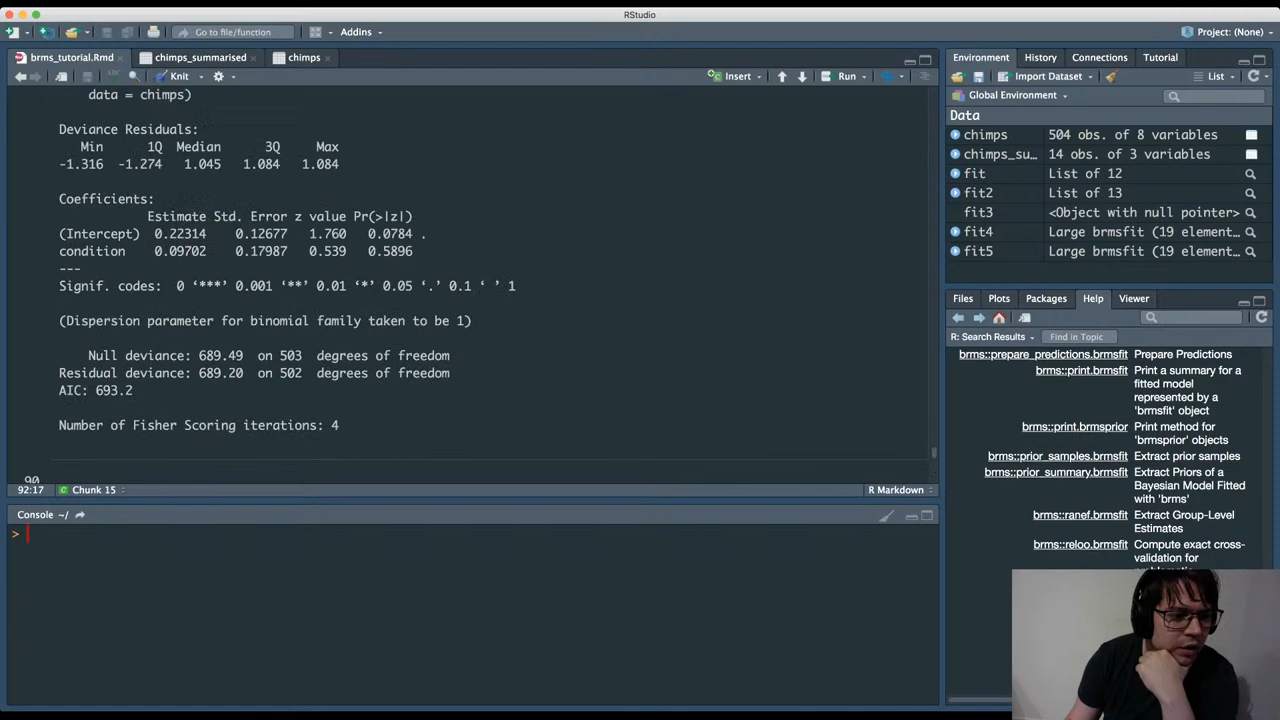 RStudio
Go to file/function
Addins
Project: (None)
brms_tutorial.Rmd
chimps_summarised
chimps
Knit
Insert
Run
data = chimps)
Deviance Residuals:
Min 1Q Median 3Q Max
-1.316 -1.274 1.045 1.084 1.084
Coefficients:
Estimate Std. Error z value Pr(>|z|)
(Intercept) 0.22314 0.12677 1.760 0.0784 .
condition 0.09702 0.17987 0.539 0.5896
---
Signif. codes: 0 ‘***’ 0.001 ‘**’ 0.01 ‘*’ 0.05 ‘.’ 0.1 ‘ ’ 1
(Dispersion parameter for binomial family taken to be 1)
Null deviance: 689.49 on 503 degrees of freedom
Residual deviance: 689.20 on 502 degrees of freedom
AIC: 693.2
Number of Fisher Scoring iterations: 4
90
92:17 Chunk 15 R Markdown
Console ~/
>
Environment History Connections Tutorial
Import Dataset List
Global Environment
Data
chimps 504 obs. of 8 variables
chimps_su… 14 obs. of 3 variables
fit List of 12
fit2 List of 13
fit3 <Object with null pointer>
fit4 Large brmsfit (19 element…
fit5 Large brmsfit (19 element…
Files Plots Packages Help Viewer
R: Search Results Find in Topic
brms::prepare_predictions.brmsfit Prepare Predictions
brms::print.brmsfit Print a summary for a
fitted model
represented by a
'brmsfit' object
brms::print.brmsprior Print method for
'brmsprior' objects
brms::prior_samples.brmsfit Extract prior samples
brms::prior_summary.brmsfit Extract Priors of a
Bayesian Model Fitted
with 'brms'
brms::ranef.brmsfit Extract Group-Level
Estimates
brms::reloo.brmsfit Compute exact cross-
validation for